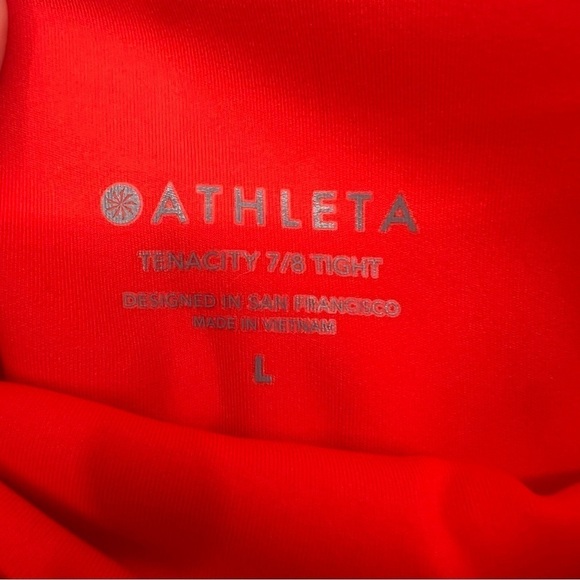 ATHLETA
TENACITY 7/8 TIGHT
DESIGNED IN SAN FRANCISCO
MADE IN VIETNAM
L